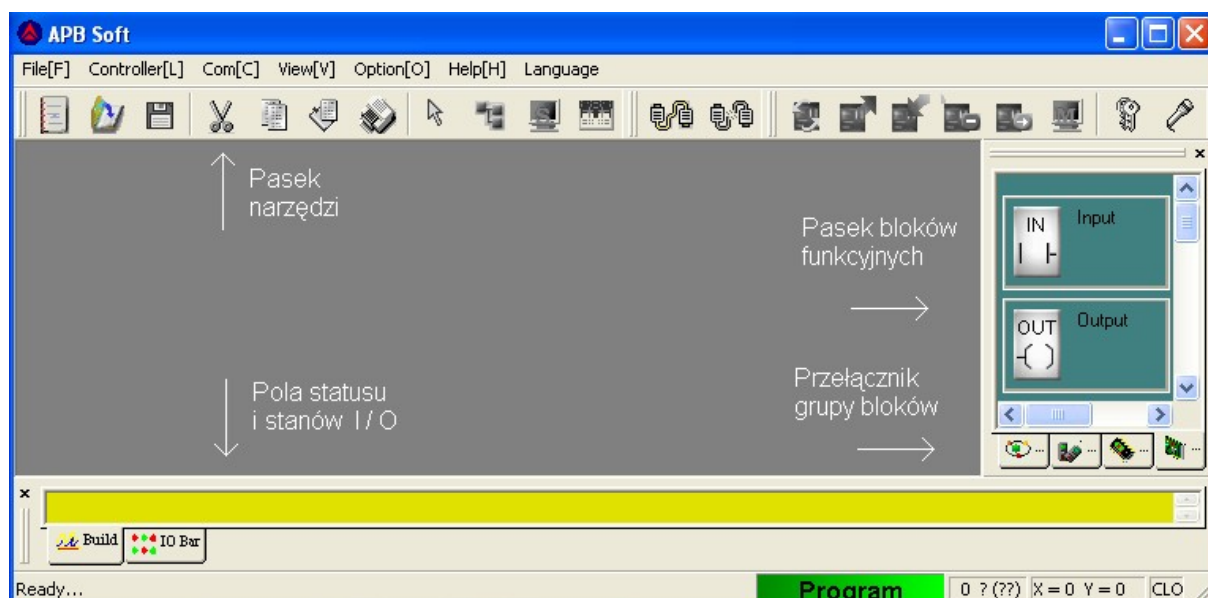 APB Soft
File[F] Controller[L] Com[C] View[V] Option[O] Help[H] Language
Pasek
narzędzi
Pasek bloków
funkcyjnych
IN
Input
OUT
Output
Pola statusu
i stanów I / O
Przełącznik
grupy bloków
Build IO Bar
Ready... Program 0 ? (??) X = 0 Y = 0 CLO